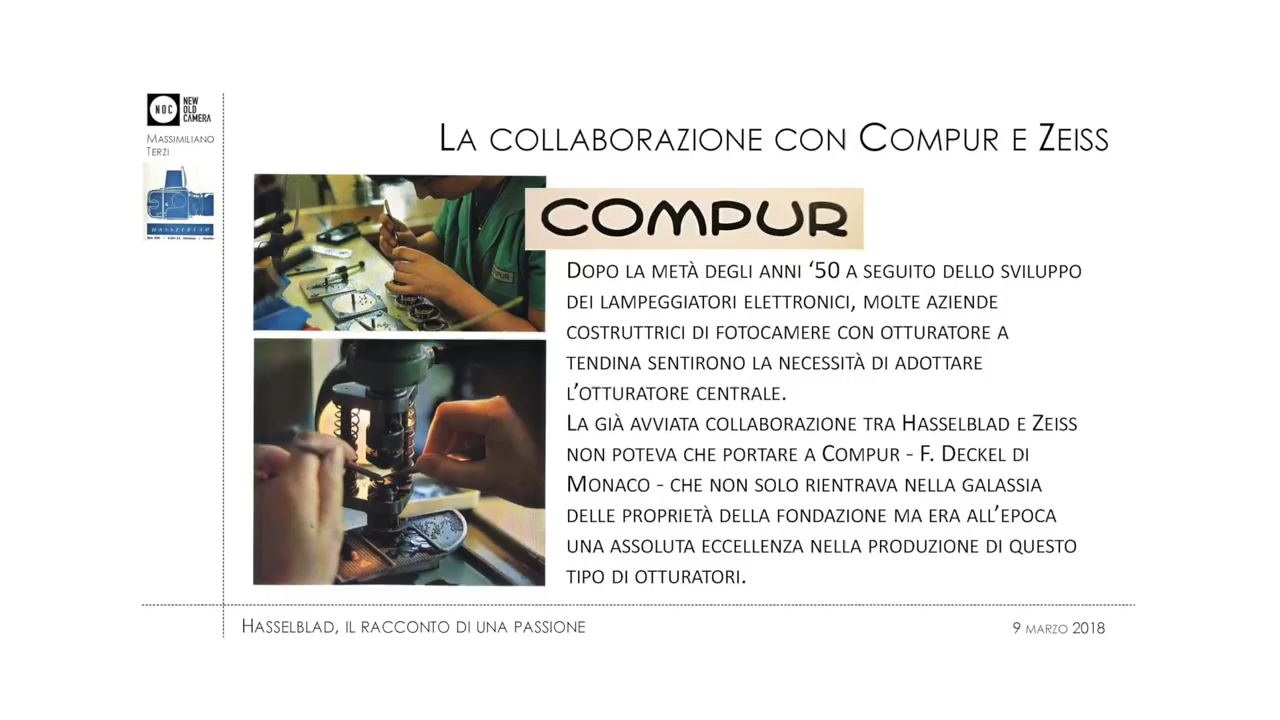 NOC NEW
OLD
CAMERA
MASSIMILIANO
TERZI
HASSELBLAD
LA COLLABORAZIONE CON COMPUR E ZEISS
COMPUR
COMPUR
DOPO LA METÀ DEGLI ANNI ‘50 A SEGUITO DELLO SVILUPPO
DEI LAMPEGGIATORI ELETTRONICI, MOLTE AZIENDE
COSTRUTTRICI DI FOTOCAMERE CON OTTURATORE A
TENDINA SENTIRONO LA NECESSITÀ DI ADOTTARE
L’OTTURATORE CENTRALE.
LA GIÀ AVVIATA COLLABORAZIONE TRA HASSELBLAD E ZEISS
NON POTEVA CHE PORTARE A COMPUR - F. DECKEL DI
MONACO - CHE NON SOLO RIENTRAVA NELLA GALASSIA
DELLE PROPRIETÀ DELLA FONDAZIONE MA ERA ALL’EPOCA
UNA ASSOLUTA ECCELLENZA NELLA PRODUZIONE DI QUESTO
TIPO DI OTTURATORI.
HASSELBLAD, IL RACCONTO DI UNA PASSIONE
9 MARZO 2018